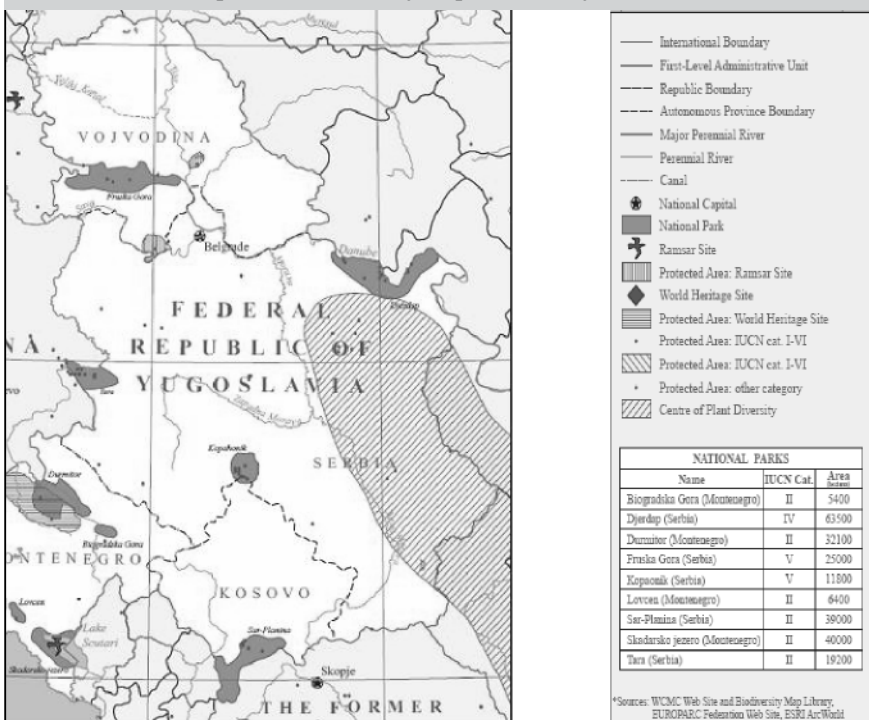 VOJVODINA
Fruska Gora
Belgrade
Danube
Djerdap
FEDERAL
REPUBLIC OF
YUGOSLAVIA
NA.
Tara
Kopahonik
SERBIA
Durmitor
Biogradska Gora
ONTENEGRO
KOSOVO
Lovcen
Lake
Scutari
Skadarsko jezero
Sar-Planina
Skopje
THE FORMER
International Boundary
First-Level Administrative Unit
Republic Boundary
Autonomous Province Boundary
Major Perennial River
Perennial River
Canal
National Capital
National Park
Ramsar Site
Protected Area: Ramsar Site
World Heritage Site
Protected Area: World Heritage Site
Protected Area: IUCN cat. I-VI
Protected Area: IUCN cat. I-VI
Protected Area: other category
Centre of Plant Diversity
NATIONAL PARKS
Name IUCN Cat. Area
Biogradska Gora (Montenegro) II 5400
Djerdap (Serbia) IV 63500
Durmitor (Montenegro) II 32100
Fruska Gora (Serbia) V 25000
Kopaonik (Serbia) V 11800
Lovcen (Montenegro) II 6400
Sar-Planina (Serbia) II 39000
Skadarsko jezero (Montenegro) II 40000
Tara (Serbia) II 19200
*Sources: WCMC Web Site and Biodiversity Map Library,
EUROPARC Federation Web Site, ESRI ArcWorld